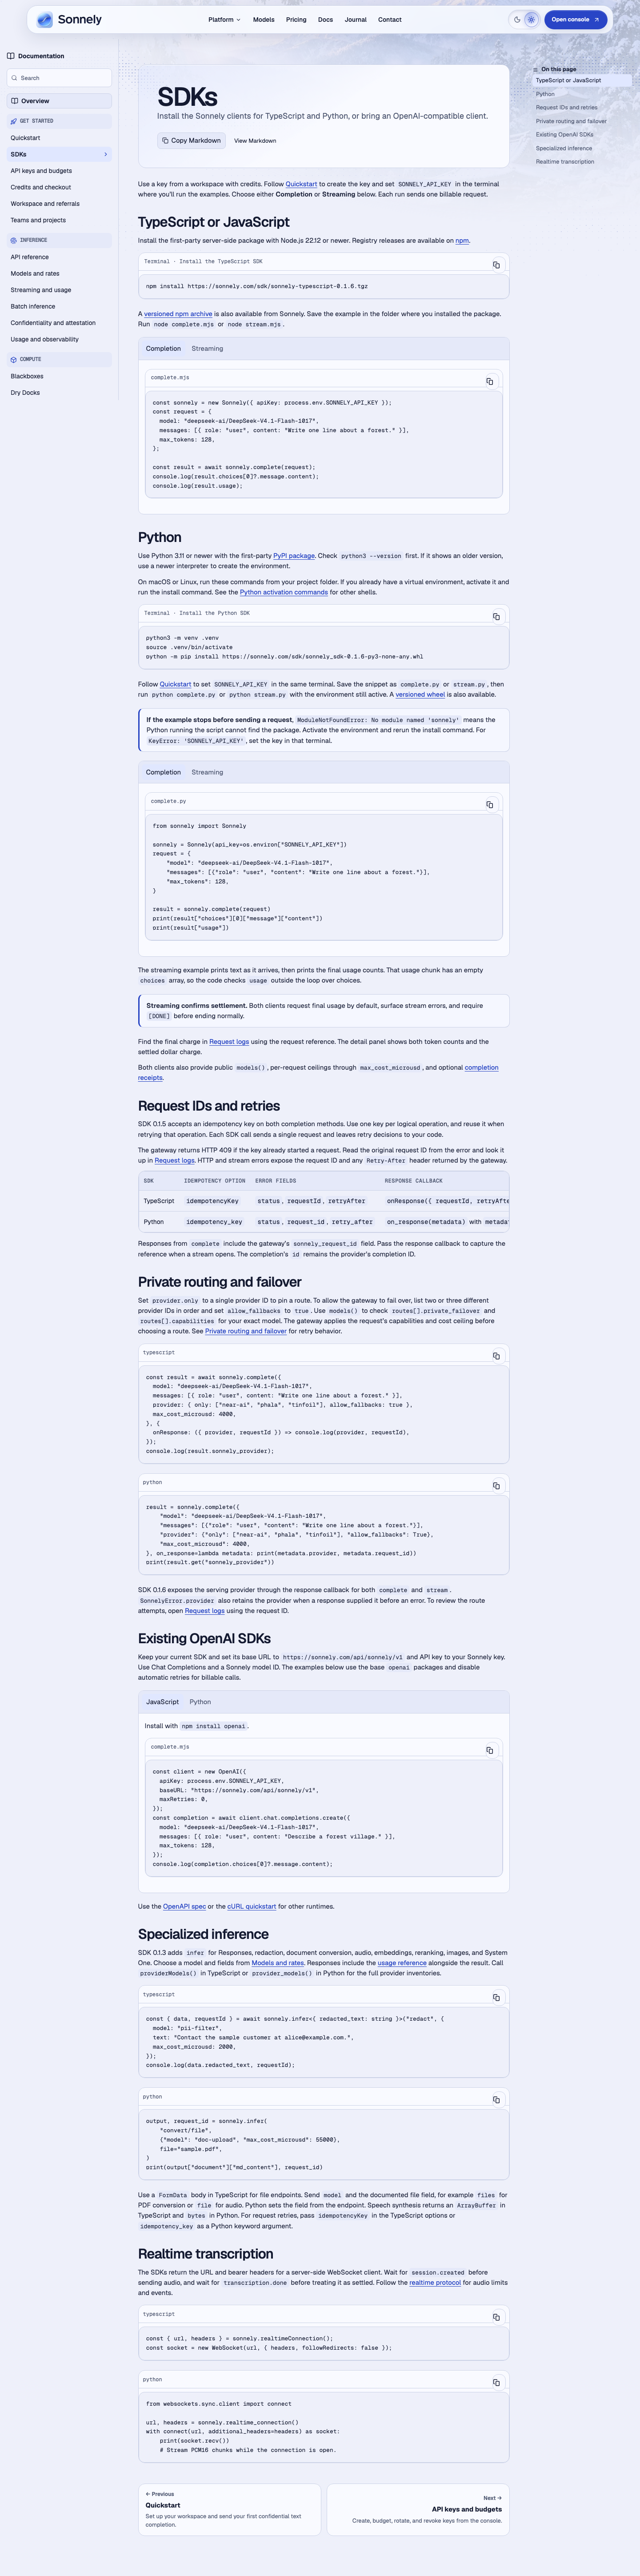 Sonnely
Platform
Models
Pricing
Docs
Journal
Contact
Open console
Documentation
Search
Overview
GET STARTED
Quickstart
SDKs
API keys and budgets
Credits and checkout
Workspace and referrals
Teams and projects
INFERENCE
API reference
Models and rates
Streaming and usage
Batch inference
Confidentiality and attestation
Usage and observability
COMPUTE
Blackboxes
Dry Docks
SDKs
Install the Sonnely clients for TypeScript and Python, or bring an OpenAI-compatible client.
Copy Markdown
View Markdown
On this page
TypeScript or JavaScript
Python
Request IDs and retries
Private routing and failover
Existing OpenAI SDKs
Specialized inference
Realtime transcription
Use a key from a workspace with credits. Follow Quickstart to create the key and set SONNELY_API_KEY in the terminal
where you'll run the examples. Choose either Completion or Streaming below. Each run sends one billable request.
TypeScript or JavaScript
Install the first-party server-side package with Node.js 22.12 or newer. Registry releases are available on npm.
Terminal · Install the TypeScript SDK
npm install https://sonnely.com/sdk/sonnely-typescript-0.1.6.tgz
A versioned npm archive is also available from Sonnely. Save the example in the folder where you installed the package.
Run node complete.mjs or node stream.mjs.
Completion
Streaming
complete.mjs
const sonnely = new Sonnely({ apiKey: process.env.SONNELY_API_KEY });
const request = {
model: "deepseek-ai/DeepSeek-V4.1-Flash-1017",
messages: [{ role: "user", content: "Write one line about a forest." }],
max_tokens: 128,
};
const result = await sonnely.complete(request);
console.log(result.choices[0]?.message.content);
console.log(result.usage);
Python
Use Python 3.11 or newer with the first-party PyPI package. Check python3 --version first. If it shows an older version,
use a newer interpreter to create the environment.
On macOS or Linux, run these commands from your project folder. If you already have a virtual environment, activate it and
run the install command. See the Python activation commands for other shells.
Terminal · Install the Python SDK
python3 -m venv .venv
source .venv/bin/activate
python -m pip install https://sonnely.com/sdk/sonnely_sdk-0.1.6-py3-none-any.whl
Follow Quickstart to set SONNELY_API_KEY in the same terminal. Save the snippet as complete.py or stream.py, then
run python complete.py or python stream.py with the environment still active. A versioned wheel is also available.
If the example stops before sending a request, ModuleNotFoundError: No module named 'sonnely' means the
Python running the script cannot find the package. Activate the environment and rerun the install command. For
KeyError: 'SONNELY_API_KEY', set the key in that terminal.
Completion
Streaming
complete.py
from sonnely import Sonnely
sonnely = Sonnely(api_key=os.environ["SONNELY_API_KEY"])
request = {
"model": "deepseek-ai/DeepSeek-V4.1-Flash-1017",
"messages": [{"role": "user", "content": "Write one line about a forest."}],
"max_tokens": 128,
}
result = sonnely.complete(request)
print(result["choices"][0]["message"]["content"])
print(result["usage"])
The streaming example prints text as it arrives, then prints the final usage counts. That usage chunk has an empty
choices array, so the code checks usage outside the loop over choices.
Streaming confirms settlement. Both clients request final usage by default, surface stream errors, and require
[DONE] before ending normally.
Find the final charge in Request logs using the request reference. The detail panel shows both token counts and the
settled dollar charge.
Both clients also provide public models(), per-request ceilings through max_cost_microusd, and optional completion
receipts.
Request IDs and retries
SDK 0.1.5 accepts an idempotency key on both completion methods. Use one key per logical operation, and reuse it when
retrying that operation. Each SDK call sends a single request and leaves retry decisions to your code.
The gateway returns HTTP 409 if the key already started a request. Read the original request ID from the error and look it
up in Request logs. HTTP and stream errors expose the request ID and any Retry-After header returned by the gateway.
SDK IDEMPOTENCY OPTION ERROR FIELDS RESPONSE CALLBACK
TypeScript idempotencyKey status, requestId, retryAfter onResponse({ requestId, retryAfte
Python idempotency_key status, request_id, retry_after on_response(metadata) with metada
Responses from complete include the gateway's sonnely_request_id field. Pass the response callback to capture the
reference when a stream opens. The completion's id remains the provider's completion ID.
Private routing and failover
Set provider.only to a single provider ID to pin a route. To allow the gateway to fail over, list two or three different
provider IDs in order and set allow_fallbacks to true. Use models() to check routes[].private_failover and
routes[].capabilities for your exact model. The gateway applies the request's capabilities and cost ceiling before
choosing a route. See Private routing and failover for retry behavior.
typescript
const result = await sonnely.complete({
model: "deepseek-ai/DeepSeek-V4.1-Flash-1017",
messages: [{ role: "user", content: "Write one line about a forest." }],
provider: { only: ["near-ai", "phala", "tinfoil"], allow_fallbacks: true },
max_cost_microusd: 4000,
}, {
onResponse: ({ provider, requestId }) => console.log(provider, requestId),
});
console.log(result.sonnely_provider);
python
result = sonnely.complete({
"model": "deepseek-ai/DeepSeek-V4.1-Flash-1017",
"messages": [{"role": "user", "content": "Write one line about a forest."}],
"provider": {"only": ["near-ai", "phala", "tinfoil"], "allow_fallbacks": True},
"max_cost_microusd": 4000,
}, on_response=lambda metadata: print(metadata.provider, metadata.request_id))
print(result.get("sonnely_provider"))
SDK 0.1.6 exposes the serving provider through the response callback for both complete and stream.
SonnelyError.provider also retains the provider when a response supplied it before an error. To review the route
attempts, open Request logs using the request ID.
Existing OpenAI SDKs
Keep your current SDK and set its base URL to https://sonnely.com/api/sonnely/v1 and API key to your Sonnely key.
Use Chat Completions and a Sonnely model ID. The examples below use the base openai packages and disable
automatic retries for billable calls.
JavaScript
Python
Install with npm install openai.
complete.mjs
const client = new OpenAI({
apiKey: process.env.SONNELY_API_KEY,
baseURL: "https://sonnely.com/api/sonnely/v1",
maxRetries: 0,
});
const completion = await client.chat.completions.create({
model: "deepseek-ai/DeepSeek-V4.1-Flash-1017",
messages: [{ role: "user", content: "Describe a forest village." }],
max_tokens: 128,
});
console.log(completion.choices[0]?.message.content);
Use the OpenAPI spec or the cURL quickstart for other runtimes.
Specialized inference
SDK 0.1.3 adds infer for Responses, redaction, document conversion, audio, embeddings, reranking, images, and System
One. Choose a model and fields from Models and rates. Responses include the usage reference alongside the result. Call
providerModels() in TypeScript or provider_models() in Python for the full provider inventories.
typescript
const { data, requestId } = await sonnely.infer<{ redacted_text: string }>("redact", {
model: "pii-filter",
text: "Contact the sample customer at alice@example.com.",
max_cost_microusd: 2000,
});
console.log(data.redacted_text, requestId);
python
output, request_id = sonnely.infer(
"convert/file",
{"model": "doc-upload", "max_cost_microusd": 55000},
file="sample.pdf",
)
print(output["document"]["md_content"], request_id)
Use a FormData body in TypeScript for file endpoints. Send model and the documented file field, for example files for
PDF conversion or file for audio. Python sets the field from the endpoint. Speech synthesis returns an ArrayBuffer in
TypeScript and bytes in Python. For request retries, pass idempotencyKey in the TypeScript options or
idempotency_key as a Python keyword argument.
Realtime transcription
The SDKs return the URL and bearer headers for a server-side WebSocket client. Wait for session.created before
sending audio, and wait for transcription.done before treating it as settled. Follow the realtime protocol for audio limits
and events.
typescript
const { url, headers } = sonnely.realtimeConnection();
const socket = new WebSocket(url, { headers, followRedirects: false });
python
from websockets.sync.client import connect
url, headers = sonnely.realtime_connection()
with connect(url, additional_headers=headers) as socket:
print(socket.recv())
# Stream PCM16 chunks while the connection is open.
← Previous
Quickstart
Set up your workspace and send your first confidential text
completion.
Next →
API keys and budgets
Create, budget, rotate, and revoke keys from the console.